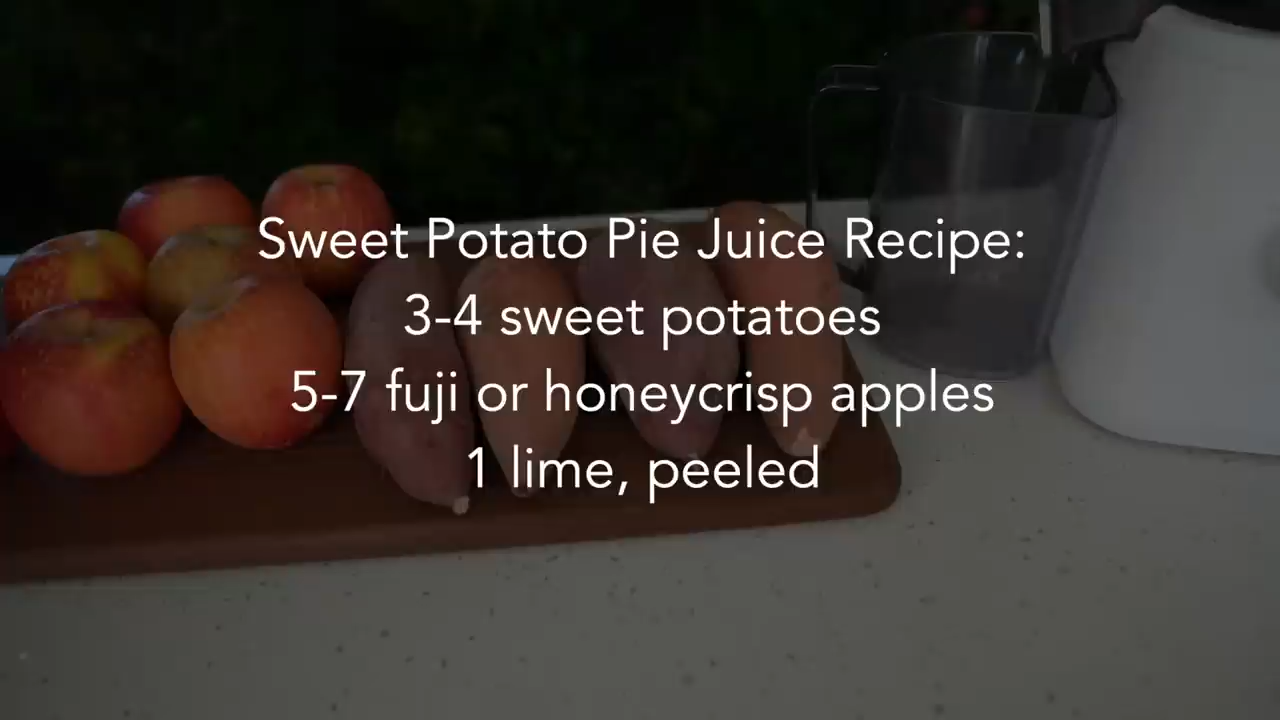 Sweet Potato Pie Juice Recipe:
3-4 sweet potatoes
5-7 fuji or honeycrisp apples
1 lime, peeled